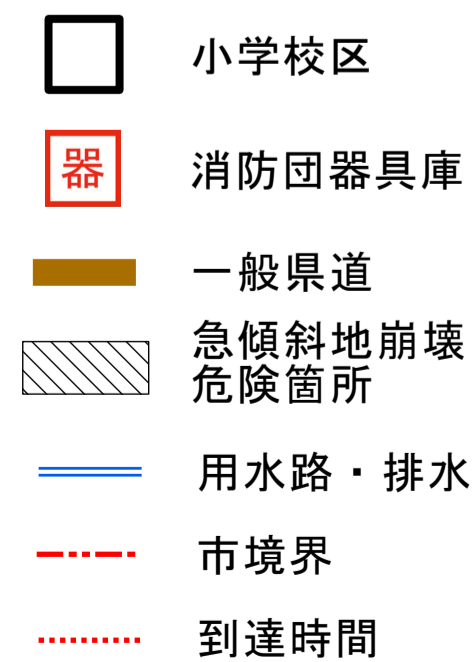 小学校区
器
消防団器具庫
一般県道
急傾斜地崩壊
危険箇所
用水路・排水
市境界
到達時間